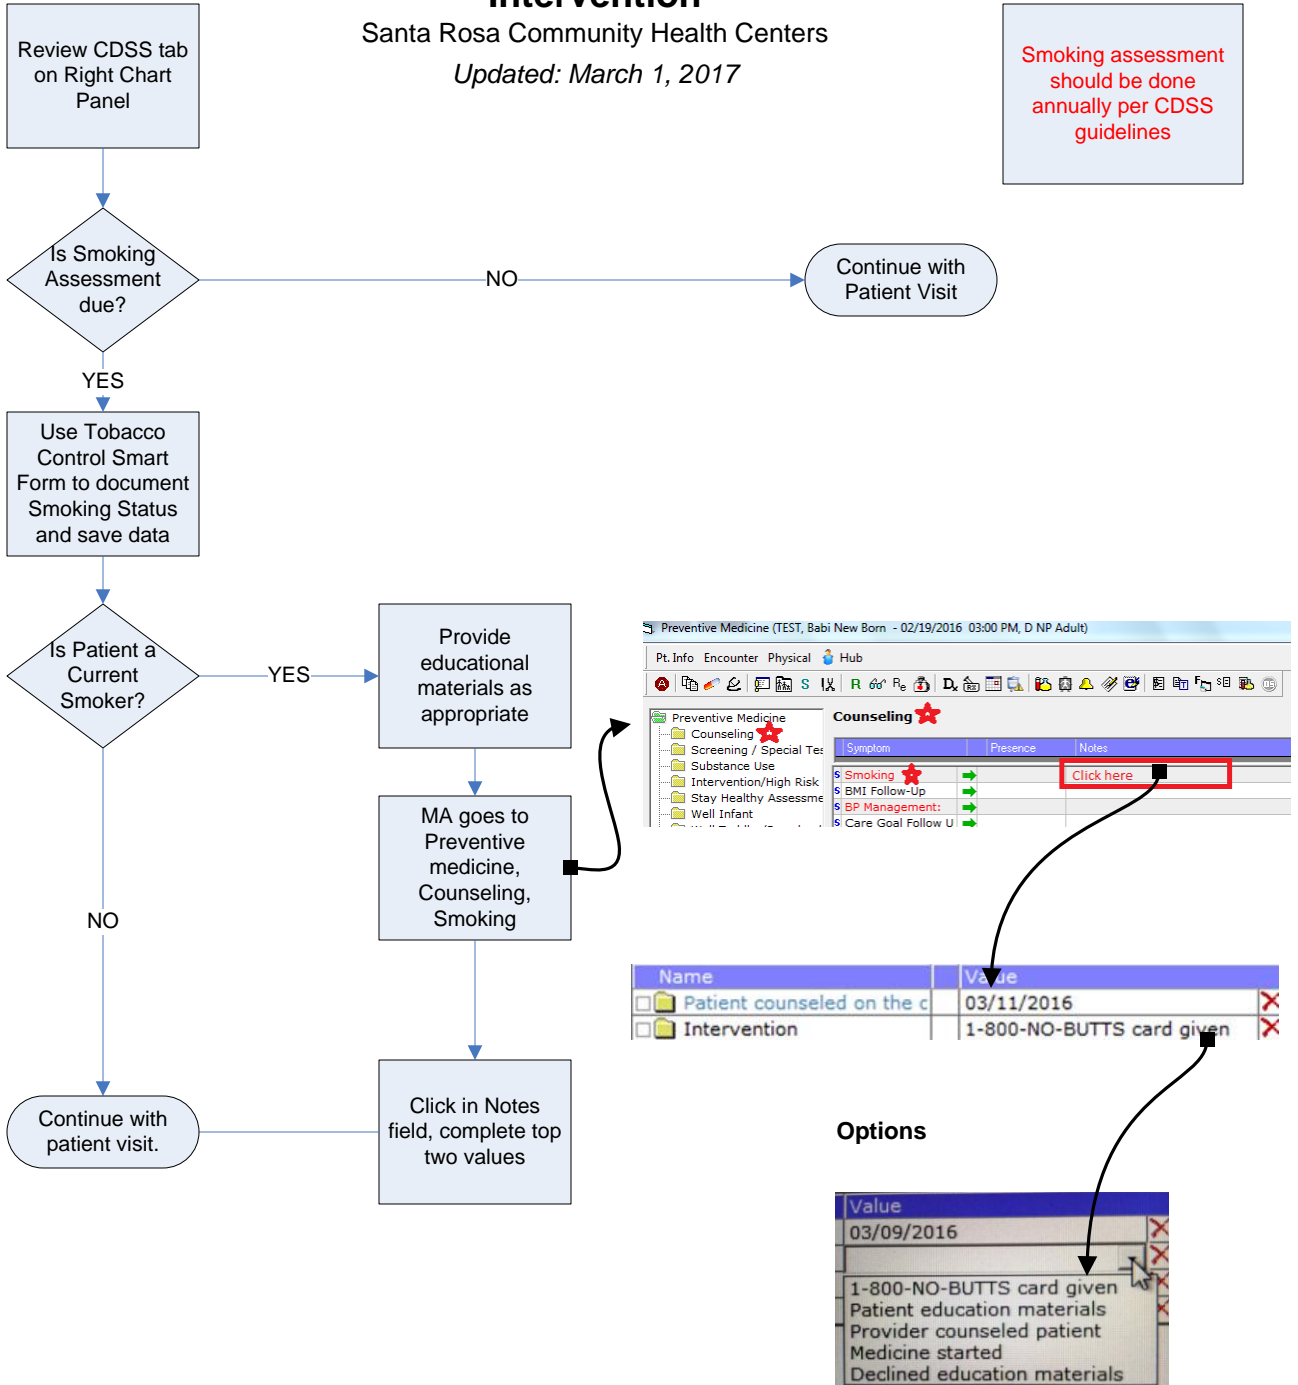 Intervention
Santa Rosa Community Health Centers
Updated: March 1, 2017
Review CDSS tab
on Right Chart
Panel
Smoking assessment
should be done
annually per CDSS
guidelines
Is Smoking
Assessment
due?
NO
Continue with
Patient Visit
YES
Use Tobacco
Control Smart
Form to document
Smoking Status
and save data
Is Patient a
Current
Smoker?
YES
Provide
educational
materials as
appropriate
MA goes to
Preventive
medicine,
Counseling,
Smoking
NO
Continue with
patient visit.
Click in Notes
field, complete top
two values
Preventive Medicine (TEST, Babi New Born - 02/19/2016 03:00 PM, D NP Adult)
Pt. Info Encounter Physical Hub
Preventive Medicine
Counseling
Screening / Special Tes
Substance Use
Intervention/High Risk
Stay Healthy Assessme
Well Infant
Counseling
Symptom Presence Notes
S Smoking Click here
S BMI Follow-Up
S BP Management:
S Care Goal Follow U
Name Value
Patient counseled on the c 03/11/2016
Intervention 1-800-NO-BUTTS card given
Options
Value
03/09/2016
1-800-NO-BUTTS card given
Patient education materials
Provider counseled patient
Medicine started
Declined education materials